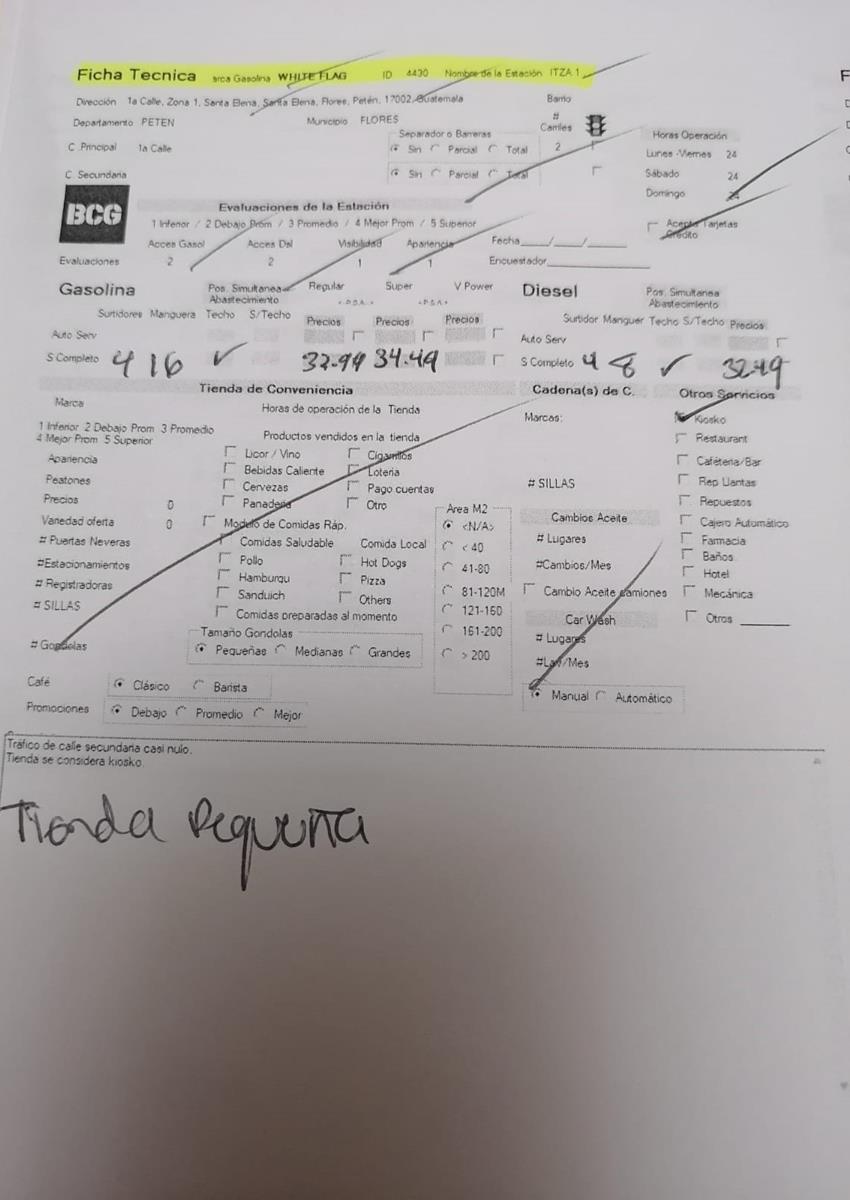 Ficha Tecnica arca Gasolina WHITE FLAG ID 4430 Nombre de la Estación ITZA 1
Dirección 1a Calle, Zona 1, Santa Elena, Santa Elena, Flores, Petén, 17002, Guatemala Barrio
Departamento PETEN Municipio FLORES # Carriles
C .Principal 1a Calle Separador o Barreras Sin Parcial Total 2 Horas Operación
Lunes -Viernes 24
C. Secundaria Sin Parcial Total Sábado 24
Domingo 24
BCG
Evaluaciones de la Estación
1 Inferior / 2 Debajo Prom / 3 Promedio / 4 Mejor Prom / 5 Superior Acepta Tarjetas Crédito
Acces Gasol Acces Dsl Visibilidad Apariencia Fecha____/____/____
Evaluaciones 2 2 1 1 Encuestador
Gasolina Pos. Simultanea Abastecimiento Regular Super V Power Diesel Pos. Simultanea Abastecimiento
Surtidores Manguera Techo S/Techo Precios Precios Precios Surtidor Manguer Techo S/Techo Precios
Auto Serv Auto Serv
S Completo 4 16 ✓ 32.99 34.49 S Completo 4 8 ✓ 32.49
Tienda de Conveniencia Cadena(s) de C. Otros Servicios
Marca Horas de operación de la Tienda Marcas: Kiosko
1 Inferior 2 Debajo Prom 3 Promedio
4 Mejor Prom 5 Superior Productos vendidos en la tienda Restaurant
Apariencia Licor / Vino Cigarrillos Cafétería/Bar
Peatones Bebidas Caliente Loteria # SILLAS Rep Llantas
Precios 0 Cervezas Pago cuentas Repuestos
Panaderia Otro
Variedad oferta 0 Modulo de Comidas Ráp. Area M2 <N/A> Cambios Aceite Cajero Automático
# Puertas Neveras Comidas Saludable Comida Local < 40 # Lugares Farmacia
#Estacionamientos Pollo Hot Dogs 41-80 #Cambios/Mes Baños
# Registradoras Hamburqu Pizza Hotel
# SILLAS Sanduich Others 81-120M Cambio Aceite camiones Mecánica
Comidas preparadas al momento 121-160 Car Wash Otros
# Gondolas Tamaño Gondolas 161-200 # Lugares
Pequeñas Medianas Grandes > 200 #Lav/Mes
Café Clásico Barista Manual Automático
Promociones Debajo Promedio Mejor
Tráfico de calle secundaria casi nulo.
Tienda se considera kiosko.
Tienda Pequeña